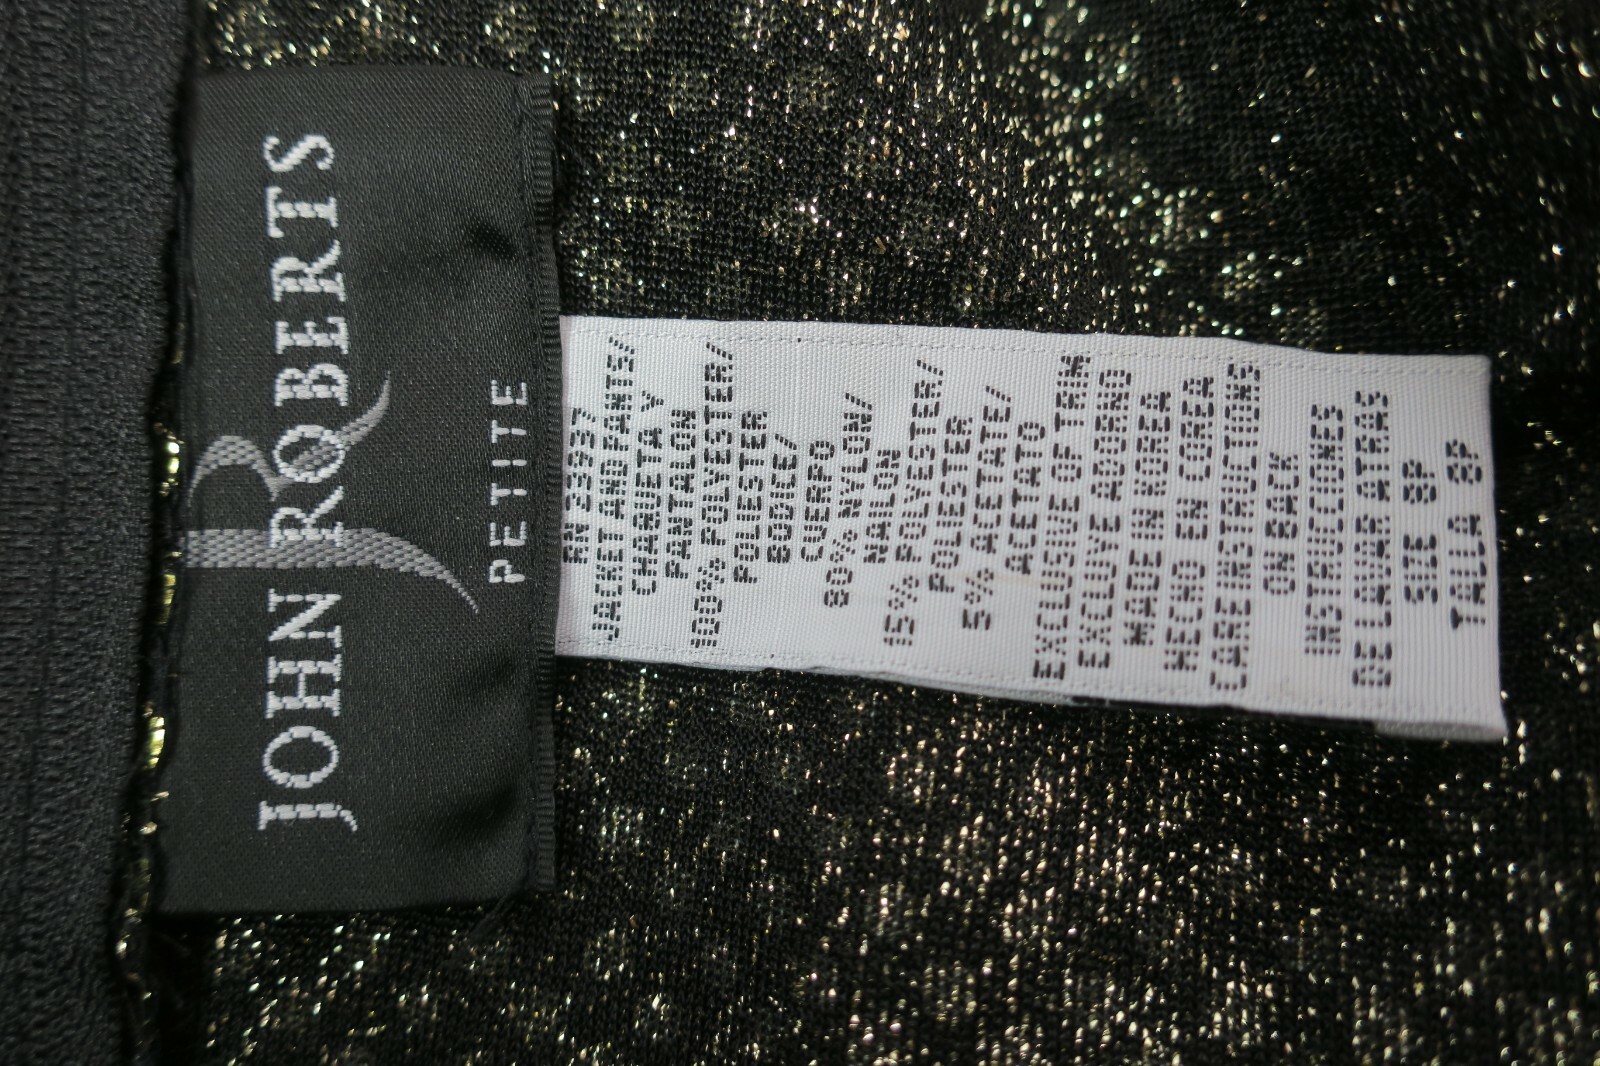 JOHN ROBERTS
PETITE
JACKET AND PANTS/
CHAQUETA Y
PANTALON
100% POLYESTER/
POLIESTER
BODICE/
CUERPO
80% NYLON/
NAILON
15% POLYESTER/
POLIESTER
5% ACETATE/
ACETATO
EXCLUSIVE OF TRIM
EXCLUYE ADORNO
MADE IN KOREA
HECHO EN COREA
CARE INSTRUCTIONS
ON BACK
INSTRUCCIONES
DE LAVAR ATRAS
SIZE 8P
TALLA 8P